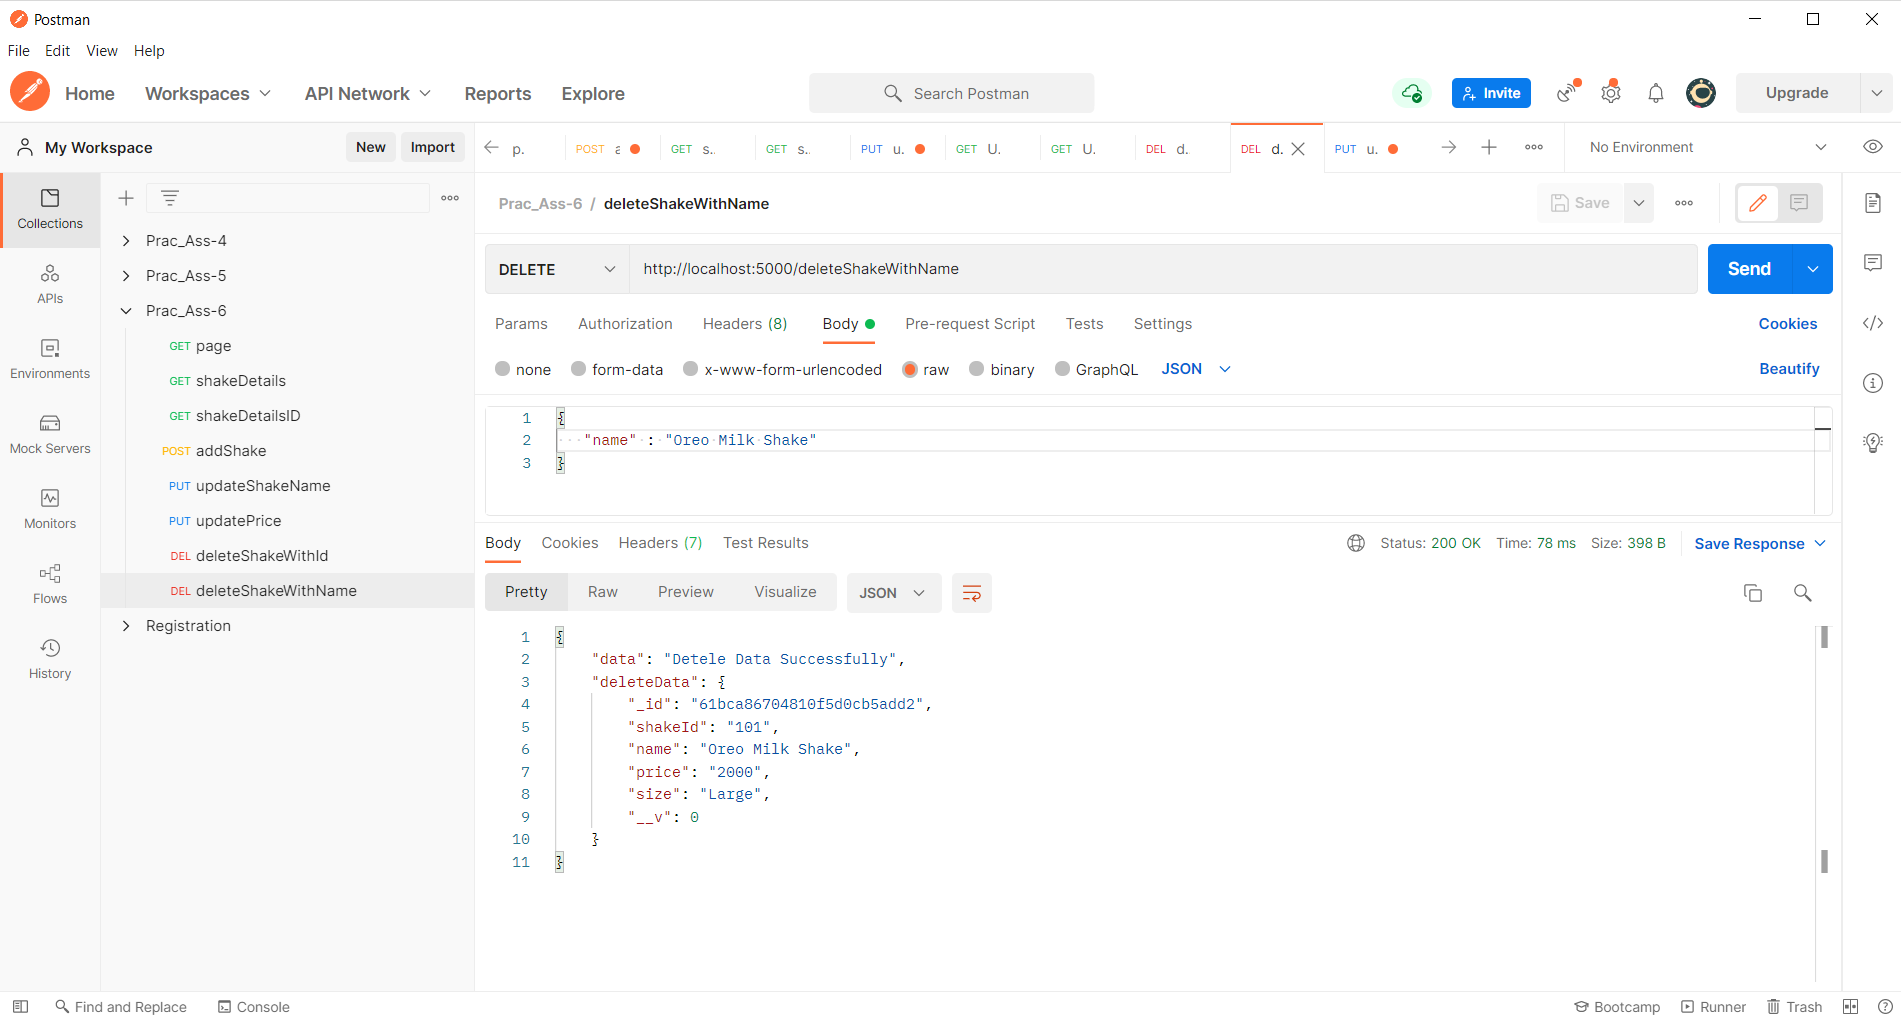 Postman
File Edit View Help
Home Workspaces API Network Reports Explore Search Postman Invite Upgrade
My Workspace New Import p. POST a GET s.. GET s.. PUT u. GET U. GET U. DEL d. DEL d. PUT u. No Environment
Collections
APIs
Environments
Mock Servers
Monitors
Flows
History
Prac_Ass-4
Prac_Ass-5
Prac_Ass-6
GET page
GET shakeDetails
GET shakeDetailsID
POST addShake
PUT updateShakeName
PUT updatePrice
DEL deleteShakeWithId
DEL deleteShakeWithName
Registration
Prac_Ass-6 / deleteShakeWithName Save
DELETE http://localhost:5000/deleteShakeWithName Send
Params Authorization Headers (8) Body Pre-request Script Tests Settings Cookies
none form-data x-www-form-urlencoded raw binary GraphQL JSON Beautify
1 {
2 "name" : "Oreo Milk Shake"
3 }
Body Cookies Headers (7) Test Results Status: 200 OK Time: 78 ms Size: 398 B Save Response
Pretty Raw Preview Visualize JSON
1 {
2 "data": "Detele Data Successfully",
3 "deleteData": {
4 "_id": "61bca86704810f5d0cb5add2",
5 "shakeId": "101",
6 "name": "Oreo Milk Shake",
7 "price": "2000",
8 "size": "Large",
9 "__v": 0
10 }
11 }
Find and Replace Console Bootcamp Runner Trash